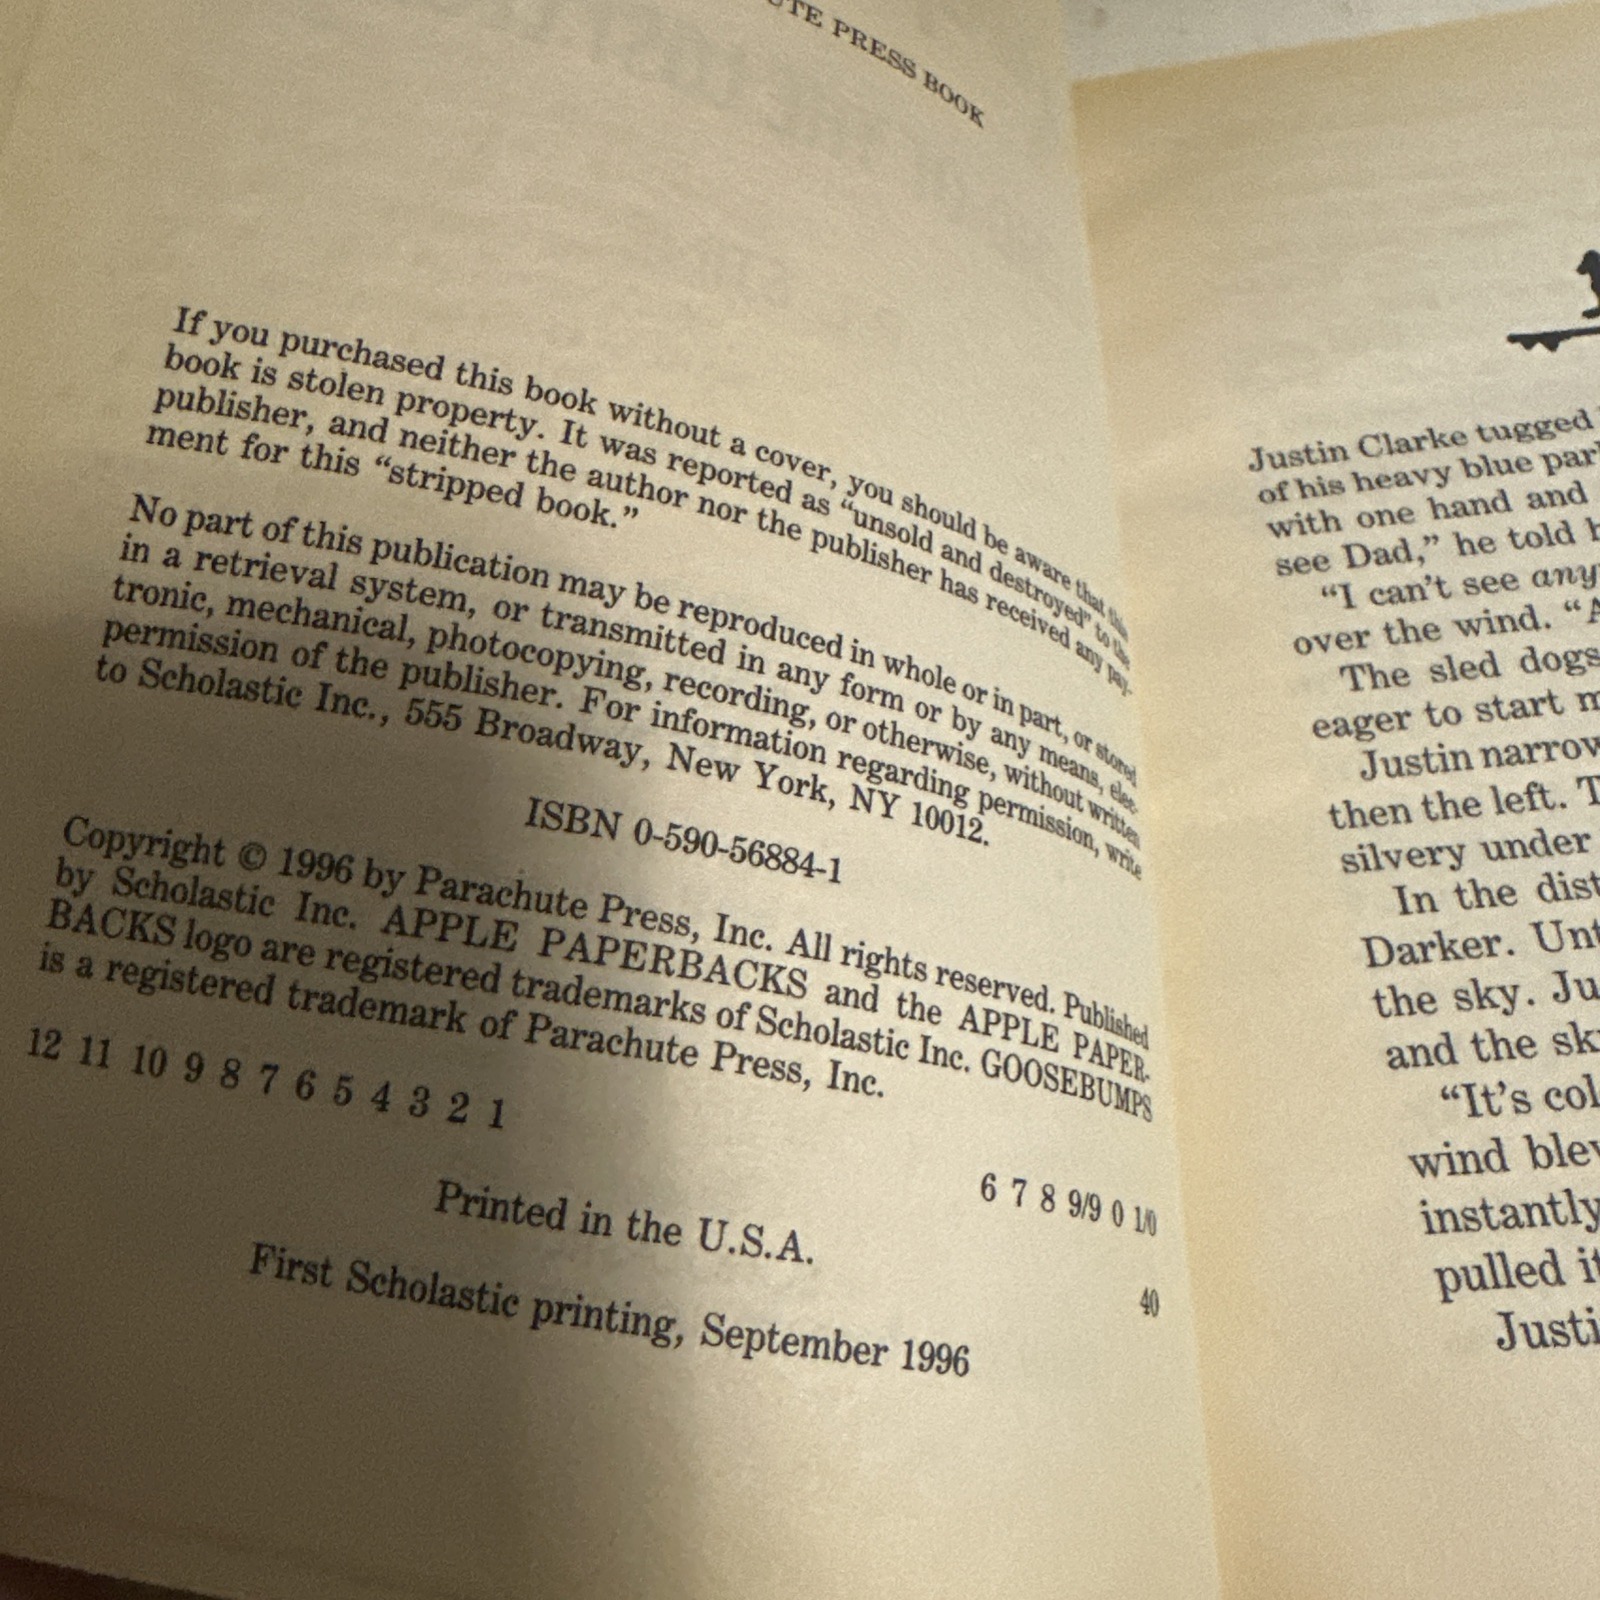 PRESS BOOK
If you purchased this book without a cover, you should be aware that this
book is stolen property. It was reported as “unsold and destroyed” to the
publisher, and neither the author nor the publisher has received any pay-
ment for this “stripped book.”
No part of this publication may be reproduced in whole or in part, or stored
in a retrieval system, or transmitted in any form or by any means, elec-
tronic, mechanical, photocopying, recording, or otherwise, without written
permission of the publisher. For information regarding permission, write
to Scholastic Inc., 555 Broadway, New York, NY 10012.
ISBN 0-590-56884-1
Copyright © 1996 by Parachute Press, Inc. All rights reserved. Published
by Scholastic Inc. APPLE PAPERBACKS and the APPLE PAPER-
BACKS logo are registered trademarks of Scholastic Inc. GOOSEBUMPS
is a registered trademark of Parachute Press, Inc.
12 11 10 9 8 7 6 5 4 3 2 1
6 7 8 9/9 0 1/0
Printed in the U.S.A.
40
First Scholastic printing, September 1996
Justin Clarke tugged
of his heavy blue
with one hand and
see Dad,” he told
“I can’t see
over the wind.
The sled dogs
eager to start
Justin
then the left.
silvery under
In the
Darker.
the sky.
and the
“It’s
wind
instantly
pulled